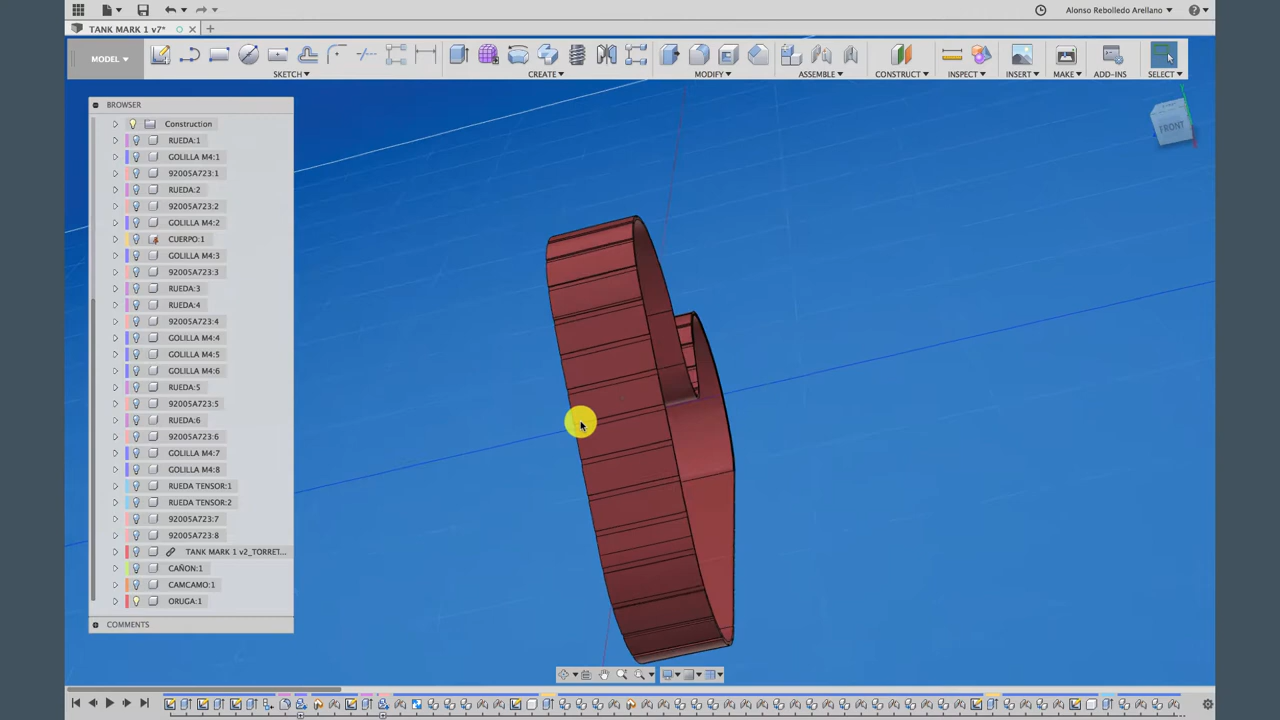 Alonso Rebolledo Arellano
TANK MARK 1 v7*
MODEL
SKETCH
CREATE
MODIFY
ASSEMBLE
CONSTRUCT
INSPECT
INSERT
MAKE
ADD-INS
SELECT
BROWSER
FRONT
Construction
RUEDA:1
GOLILLA M4:1
92005A723:1
RUEDA:2
92005A723:2
GOLILLA M4:2
CUERPO:1
GOLILLA M4:3
92005A723:3
RUEDA:3
RUEDA:4
92005A723:4
GOLILLA M4:4
GOLILLA M4:5
GOLILLA M4:6
RUEDA:5
92005A723:5
RUEDA:6
92005A723:6
GOLILLA M4:7
GOLILLA M4:8
RUEDA TENSOR:1
RUEDA TENSOR:2
92005A723:7
92005A723:8
TANK MARK 1 v2_TORRET...
CAÑON:1
CAMCAMO:1
ORUGA:1
COMMENTS